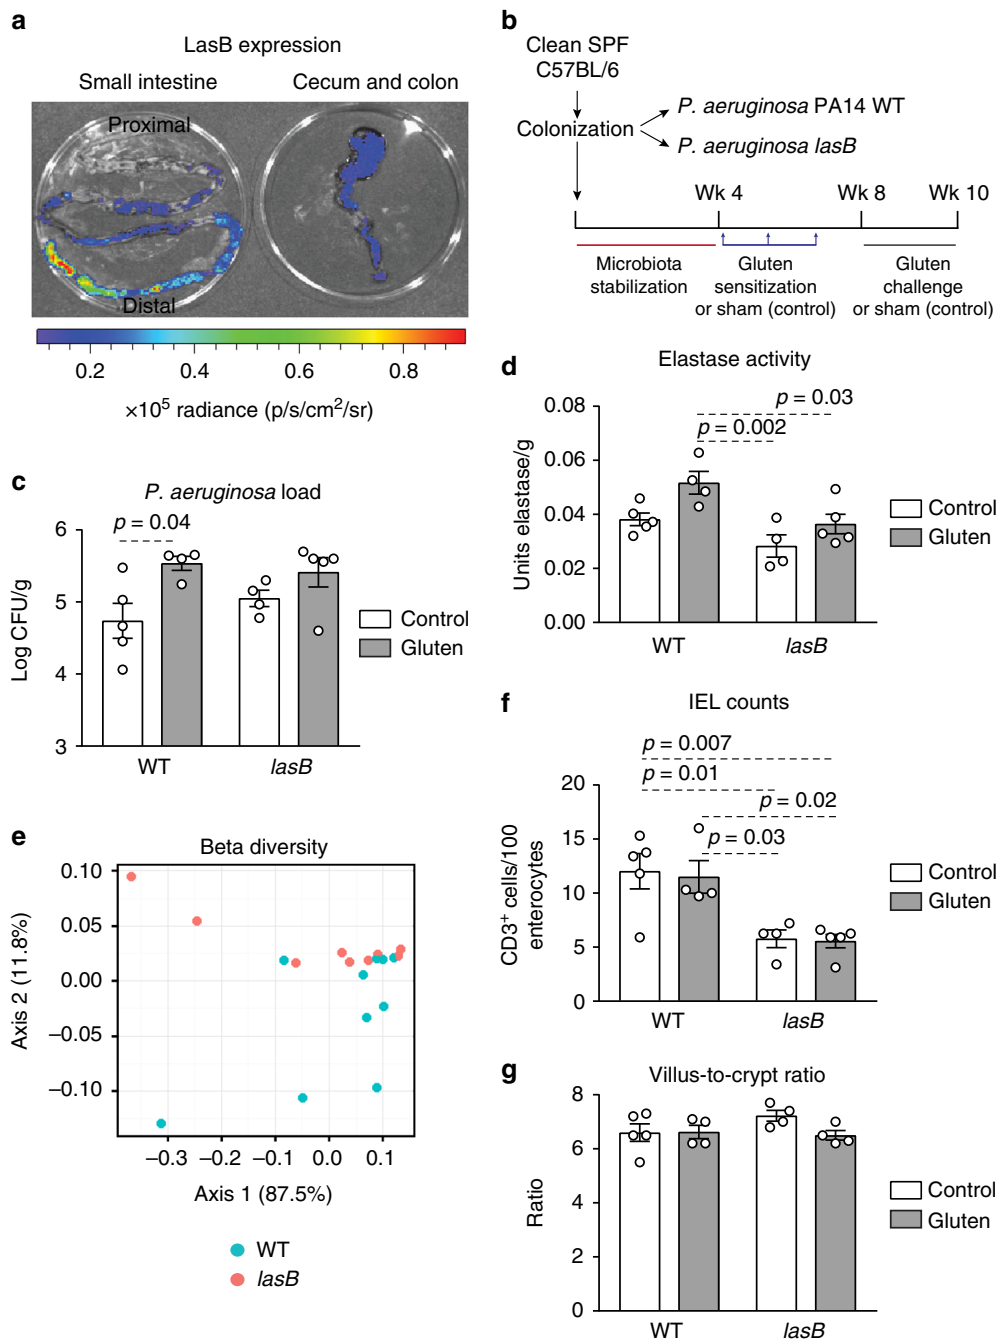 a
LasB expression
Small intestine
Cecum and colon
Proximal
Distal
0.2
0.4
0.6
0.8
×10⁵ radiance (p/s/cm²/sr)
b
Clean SPF
C57BL/6
Colonization
P. aeruginosa PA14 WT
P. aeruginosa lasB
Wk 4
Wk 8
Wk 10
Microbiota
stabilization
Gluten
sensitization
or sham (control)
Gluten
challenge
or sham (control)
c
P. aeruginosa load
p = 0.04
Log CFU/g
6
5
4
3
WT
lasB
Control
Gluten
d
Elastase activity
p = 0.03
p = 0.002
Units elastase/g
0.08
0.06
0.04
0.02
0.00
WT
lasB
Control
Gluten
e
Beta diversity
Axis 2 (11.8%)
0.10
0.05
0.00
–0.05
–0.10
–0.3
–0.2
–0.1
0.0
0.1
Axis 1 (87.5%)
WT
lasB
f
IEL counts
p = 0.007
p = 0.01
p = 0.02
p = 0.03
CD3⁺ cells/100
enterocytes
20
15
10
5
0
WT
lasB
Control
Gluten
g
Villus-to-crypt ratio
Ratio
8
6
4
2
0
WT
lasB
Control
Gluten